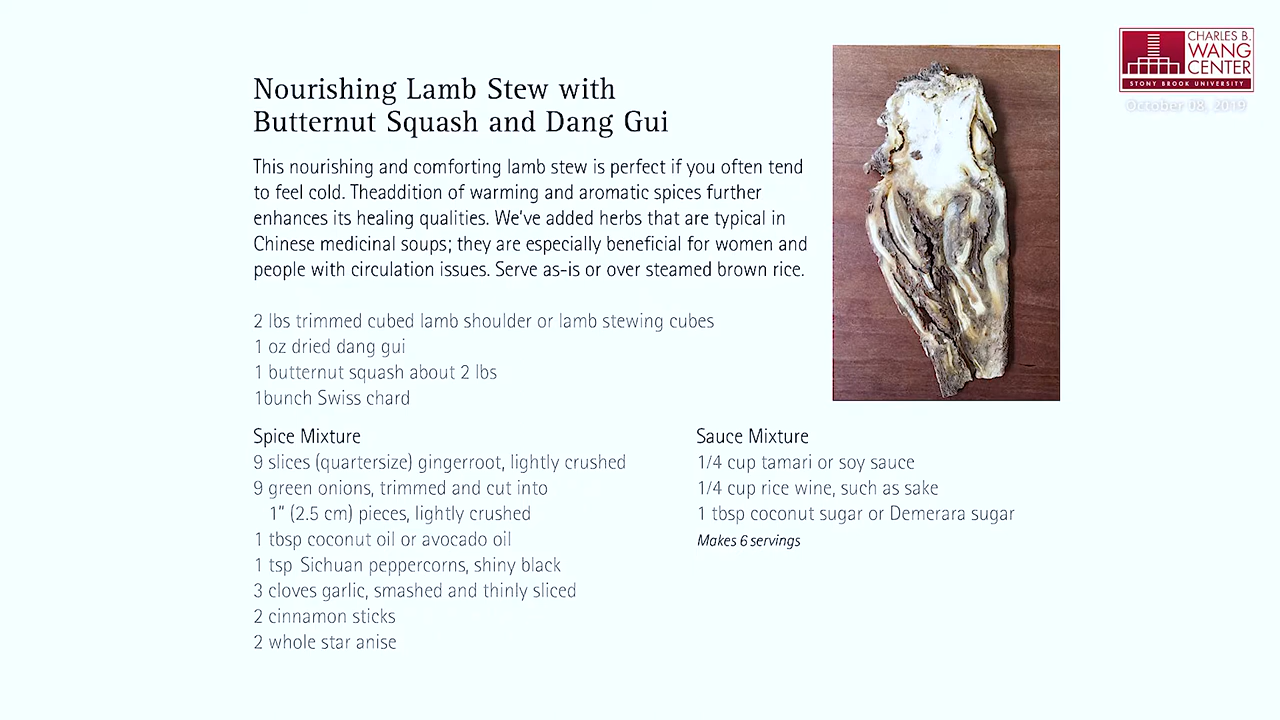 Nourishing Lamb Stew with
Butternut Squash and Dang Gui
This nourishing and comforting lamb stew is perfect if you often tend
to feel cold. Theaddition of warming and aromatic spices further
enhances its healing qualities. We've added herbs that are typical in
Chinese medicinal soups; they are especially beneficial for women and
people with circulation issues. Serve as-is or over steamed brown rice.
2 lbs trimmed cubed lamb shoulder or lamb stewing cubes
1 oz dried dang gui
1 butternut squash about 2 lbs
1bunch Swiss chard
Spice Mixture
9 slices (quartersize) gingerroot, lightly crushed
9 green onions, trimmed and cut into
1” (2.5 cm) pieces, lightly crushed
1 tbsp coconut oil or avocado oil
1 tsp Sichuan peppercorns, shiny black
3 cloves garlic, smashed and thinly sliced
2 cinnamon sticks
2 whole star anise
Sauce Mixture
1/4 cup tamari or soy sauce
1/4 cup rice wine, such as sake
1 tbsp coconut sugar or Demerara sugar
Makes 6 servings
CHARLES B.
WANG
CENTER
STONY BROOK UNIVERSITY
October 08, 2019